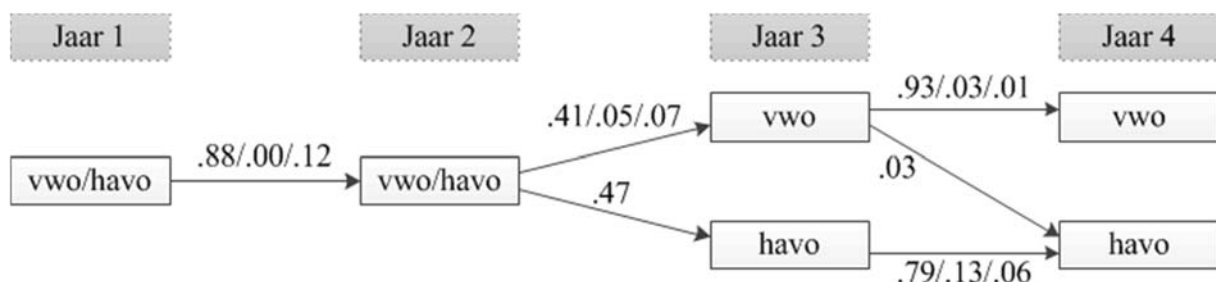 Jaar 1 Jaar 2 Jaar 3 Jaar 4
.41/.05/.07 vwo .93/.03/.01 vwo
vwo/havo .88/.00/.12 vwo/havo .03
.47
havo .79/.13/.06 havo